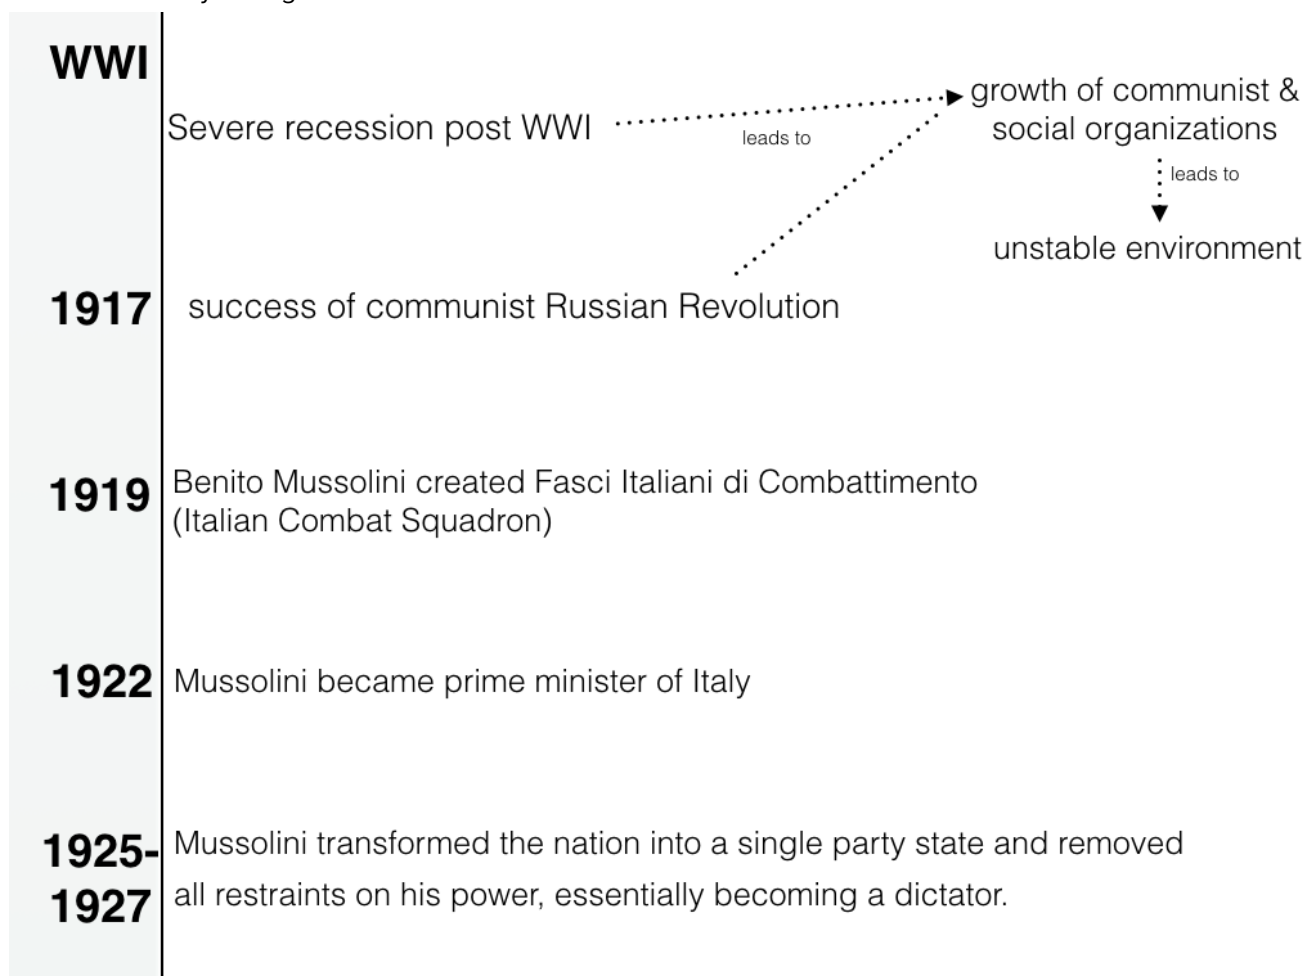 WWI
Severe recession post WWI
leads to
growth of communist &
social organizations
leads to
unstable environment
1917
success of communist Russian Revolution
1919
Benito Mussolini created Fasci Italiani di Combattimento
(Italian Combat Squadron)
1922
Mussolini became prime minister of Italy
1925-
1927
Mussolini transformed the nation into a single party state and removed
all restraints on his power, essentially becoming a dictator.